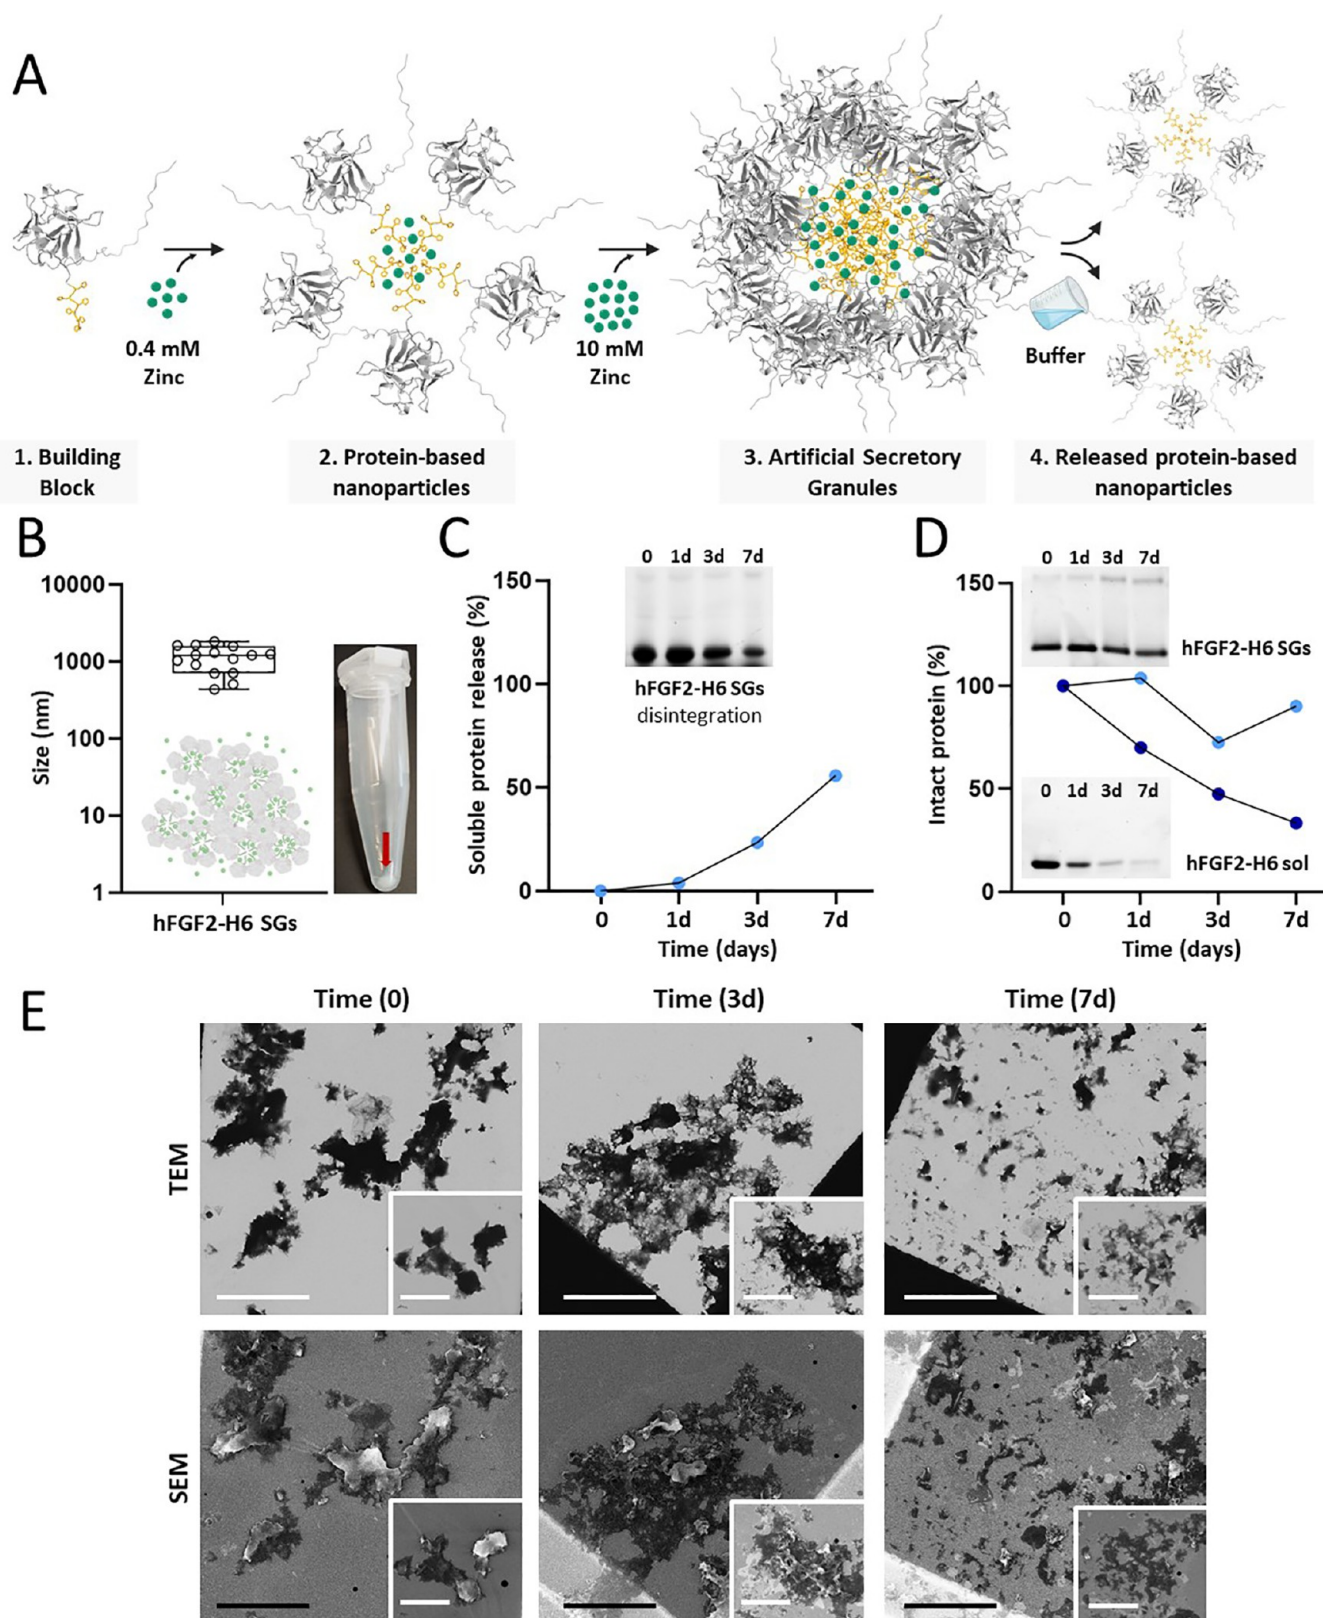 A
0.4 mM
Zinc
10 mM
Zinc
Buffer
1. Building
Block
2. Protein-based
nanoparticles
3. Artificial Secretory
Granules
4. Released protein-based
nanoparticles
B
Size (nm)
10000
1000
100
10
1
hFGF2-H6 SGs
C
Soluble protein release (%)
150
100
50
0
0 1d 3d 7d
hFGF2-H6 SGs
disintegration
0 1d 3d 7d
Time (days)
D
Intact protein (%)
150
100
50
0
0 1d 3d 7d
hFGF2-H6 SGs
0 1d 3d 7d
hFGF2-H6 sol
0 1d 3d 7d
Time (days)
E
Time (0) Time (3d) Time (7d)
TEM
SEM